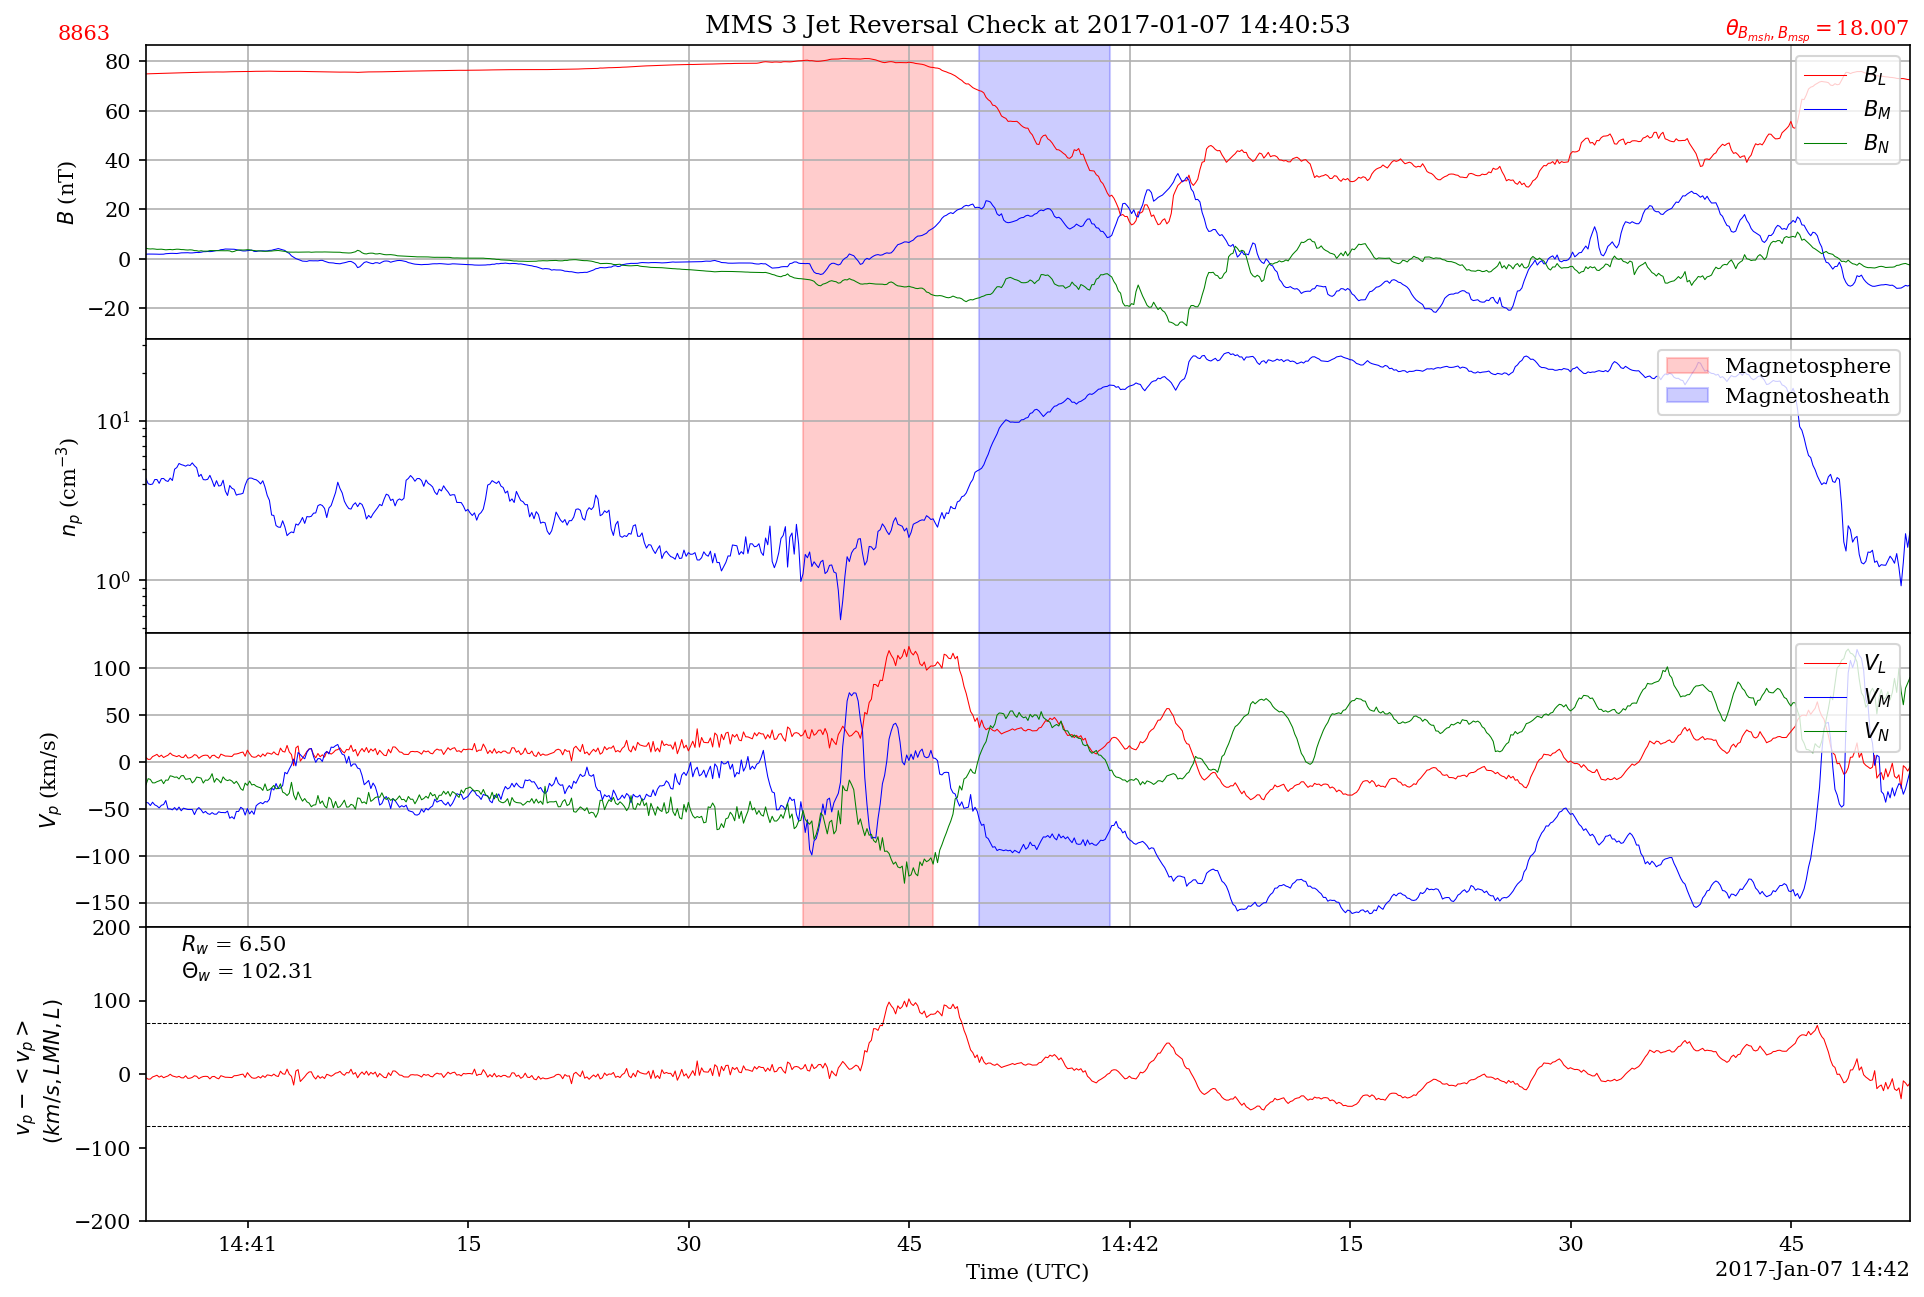 8863
MMS 3 Jet Reversal Check at 2017-01-07 14:40:53
θ_{B_{msh}, B_{msp}} = 18.007
80
60
40
20
0
−20
B (nT)
B_L
B_M
B_N
10^1
10^0
n_p (cm^{−3})
Magnetosphere
Magnetosheath
100
50
0
−50
−100
−150
V_p (km/s)
V_L
V_M
V_N
200
100
0
−100
−200
v_p − < v_p >
(km/s, LMN, L)
R_w = 6.50
Θ_w = 102.31
14:41 15 30 45 14:42 15 30 45
Time (UTC)
2017-Jan-07 14:42